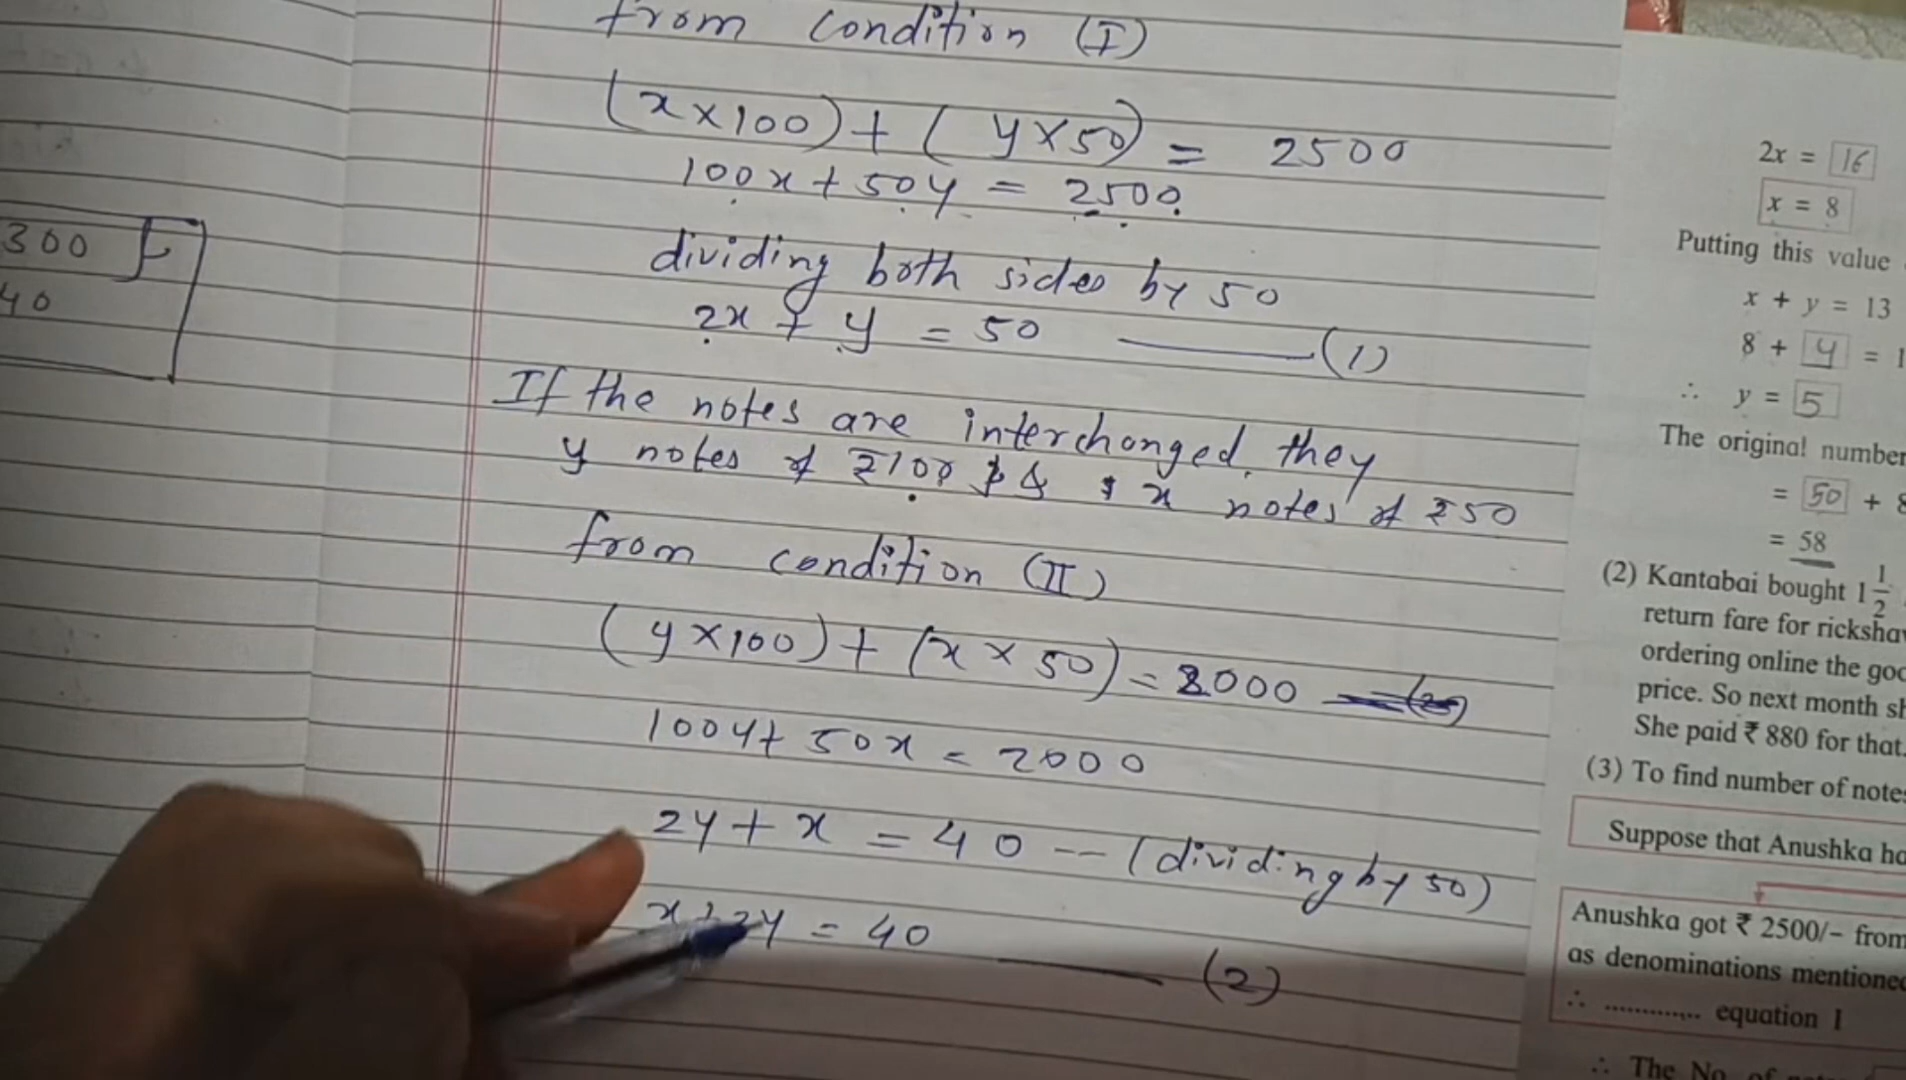 from condition (I)
(x×100) + (y×50) = 2500
100x + 50y = 2500
dividing both sides by 50
2x + y = 50 ——— (1)
If the notes are interchanged, they
y notes of ₹100 & x notes of ₹50
from condition (II)
(y×100) + (x×50) = 2000
100y + 50x = 2000
2y + x = 40 -- (dividing by 50)
x + 2y = 40 ——— (2)
300
40
2x = 16
x = 8
Putting this value
x + y = 13
8 + y = 1
∴ y = 5
The original number
= 50 + 8
= 58
(2) Kantabai bought 1 1/2
return fare for
ordering online the
price. So next month
She paid ₹ 880 for that.
(3) To find number of
Suppose that Anushka
Anushka got ₹ 2500/- from
as denominations
∴ ............ equation I
∴ The No. of